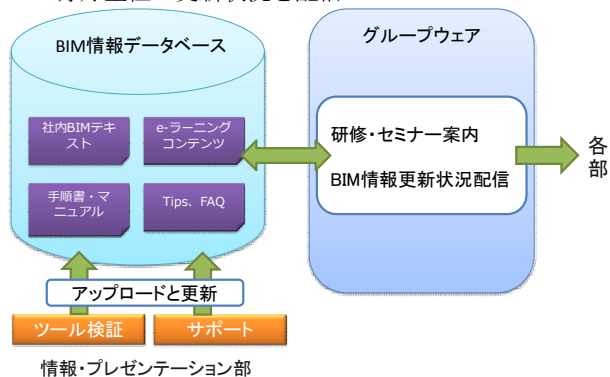 BIM情報データベース
社内BIMテキ
スト
e-ラーニング
コンテンツ
手順書・マ
ニュアル
Tips、FAQ
アップロードと更新
ツール検証
サポート
情報・プレゼンテーション部
グループウェア
研修・セミナー案内
BIM情報更新状況配信
各
部